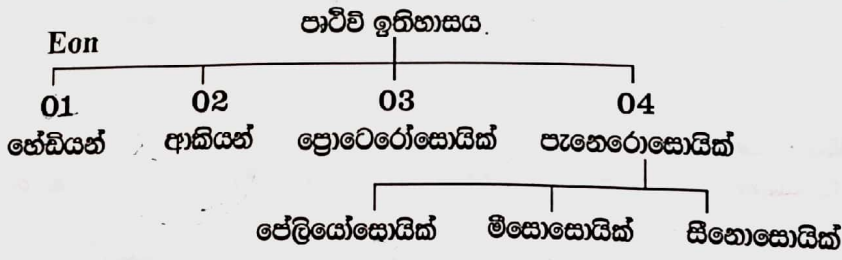 පෘථිවි ඉතිහාසය.
Eon
01 02 03 04
හේඩියන් ආකියන් ප්‍රොටෙරෝසොයික් පැනෙරොසොයික්
පේලියෝසොයික් මීසොසොයික් සීනොසොයික්